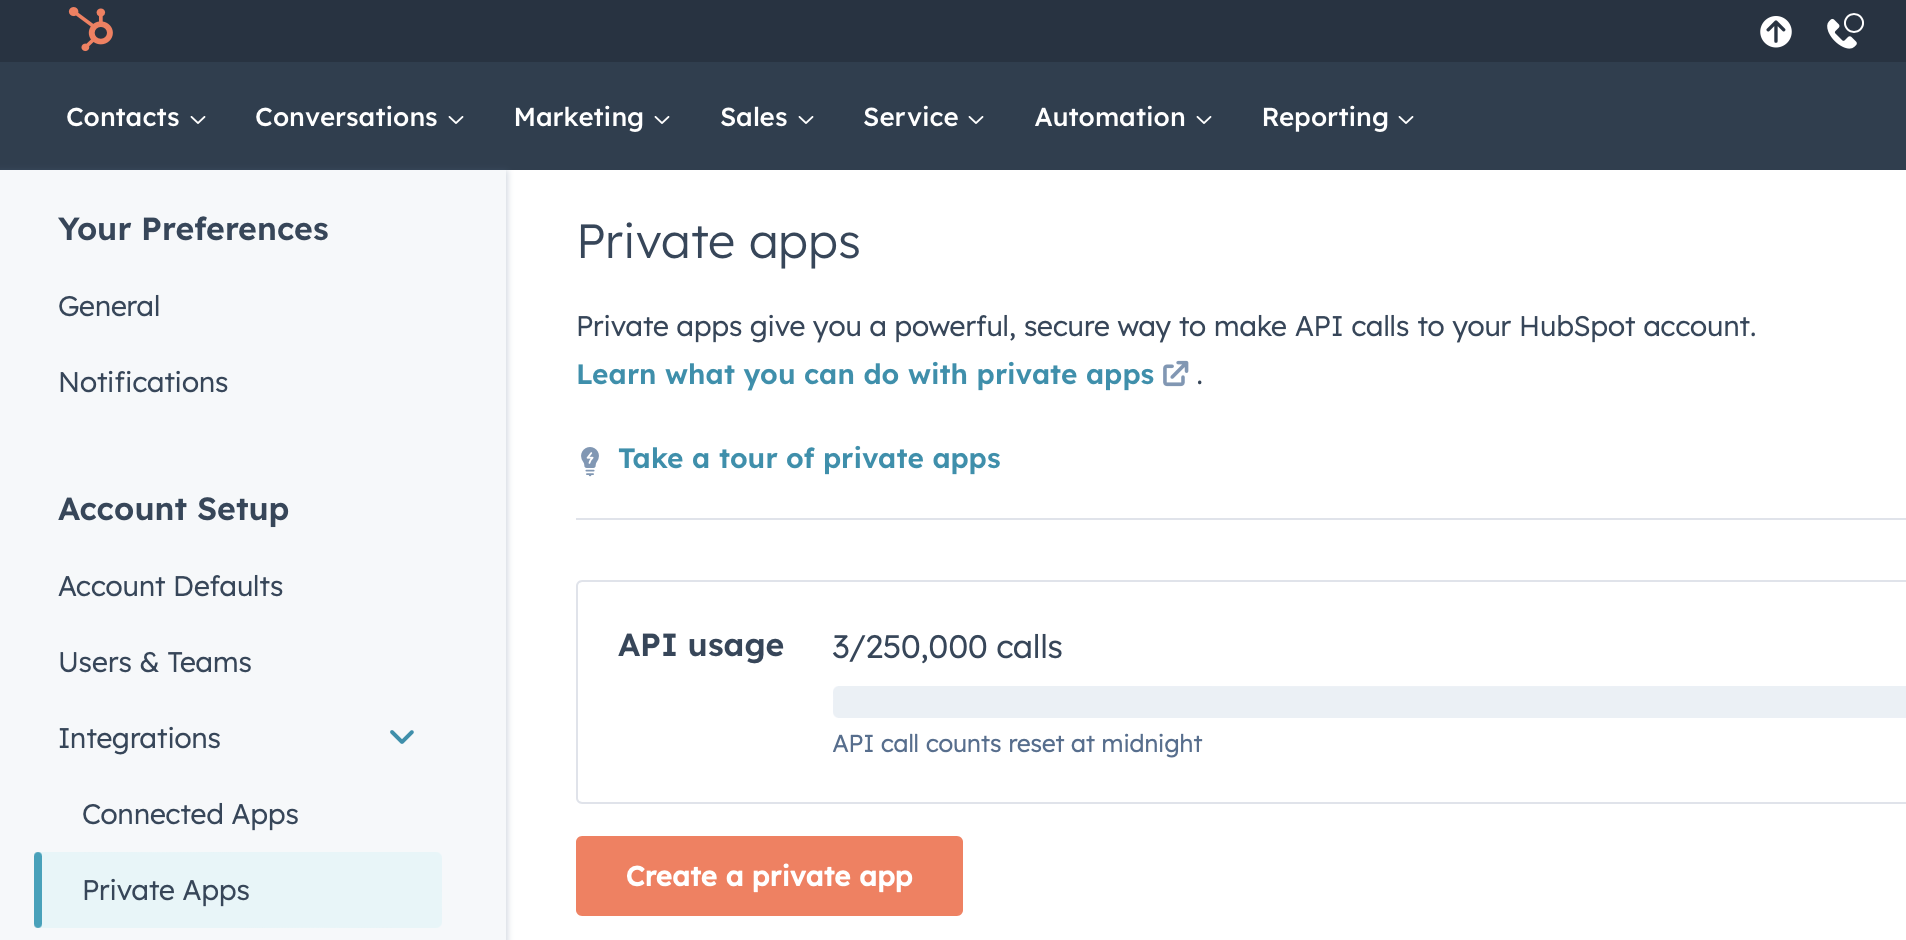 Contacts Conversations Marketing Sales Service Automation Reporting
Your Preferences
General
Notifications
Account Setup
Account Defaults
Users & Teams
Integrations
Connected Apps
Private Apps
Private apps
Private apps give you a powerful, secure way to make API calls to your HubSpot account.
Learn what you can do with private apps .
Take a tour of private apps
API usage 3/250,000 calls
API call counts reset at midnight
Create a private app